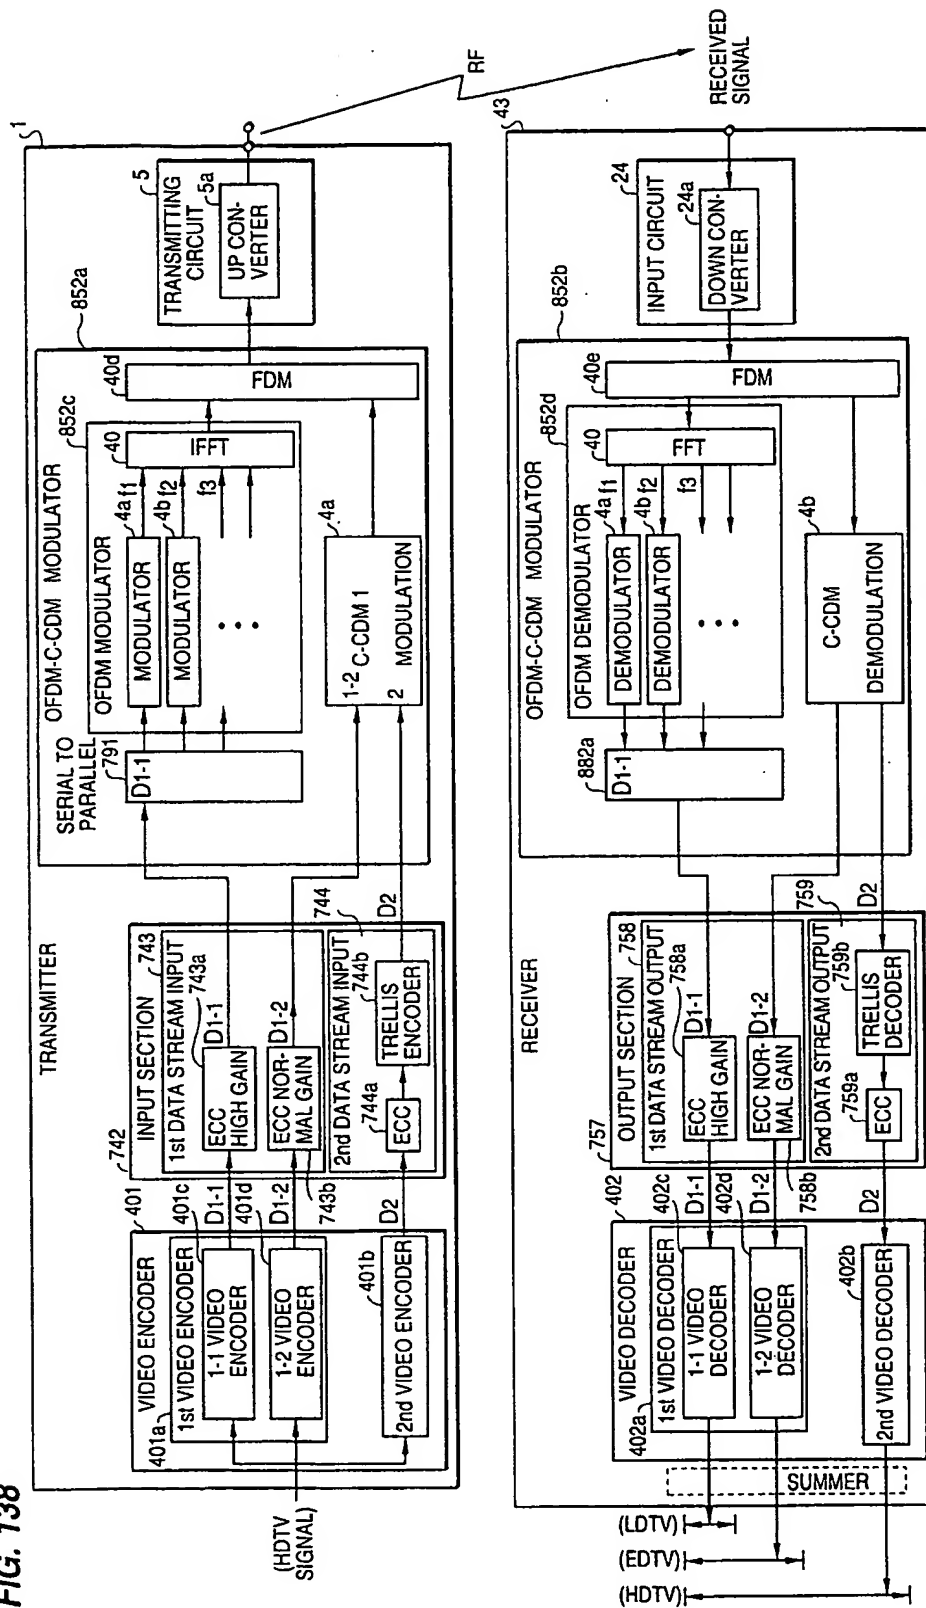 FIG. 138
TRANSMITTER
1
(HDTV
SIGNAL)
VIDEO ENCODER
401
401a
1st VIDEO ENCODER
401c
1-1 VIDEO
ENCODER
401d
1-2 VIDEO
ENCODER
401b
2nd VIDEO ENCODER
D1-1
D1-2
D2
742
INPUT SECTION
1st DATA STREAM INPUT
743
743a
ECC
HIGH GAIN
ECC NOR-
MAL GAIN
743b
2nd DATA STREAM INPUT
744
744a
ECC
744b
TRELLIS
ENCODER
D1-1
D1-2
D2
OFDM-C-CDM MODULATOR
852a
SERIAL TO
PARALLEL
791
D1-1
OFDM MODULATOR
852c
4a
MODULATOR
f1
4b
MODULATOR
f2
f3
40
IFFT
4a
1-2
C-CDM 1
2
MODULATION
40d
FDM
TRANSMITTING
CIRCUIT
5
5a
UP CON-
VERTER
RF
RECEIVED
SIGNAL
RECEIVER
43
INPUT CIRCUIT
24
24a
DOWN CON-
VERTER
OFDM-C-CDM MODULATOR
852b
40e
FDM
OFDM DEMODULATOR
852d
40
FFT
4a
DEMODULATOR
f1
4b
DEMODULATOR
f2
f3
882a
D1-1
4b
C-CDM
DEMODULATION
757
OUTPUT SECTION
1st DATA STREAM OUTPUT
758
758a
ECC
HIGH GAIN
ECC NOR-
MAL GAIN
758b
2nd DATA STREAM OUTPUT
759
759a
ECC
759b
TRELLIS
DECODER
D1-1
D1-2
D2
D1-1
D1-2
D2
VIDEO DECODER
402
402a
1st VIDEO DECODER
402c
1-1 VIDEO
DECODER
402d
1-2 VIDEO
DECODER
402b
2nd VIDEO DECODER
SUMMER
(LDTV)
(EDTV)
(HDTV)